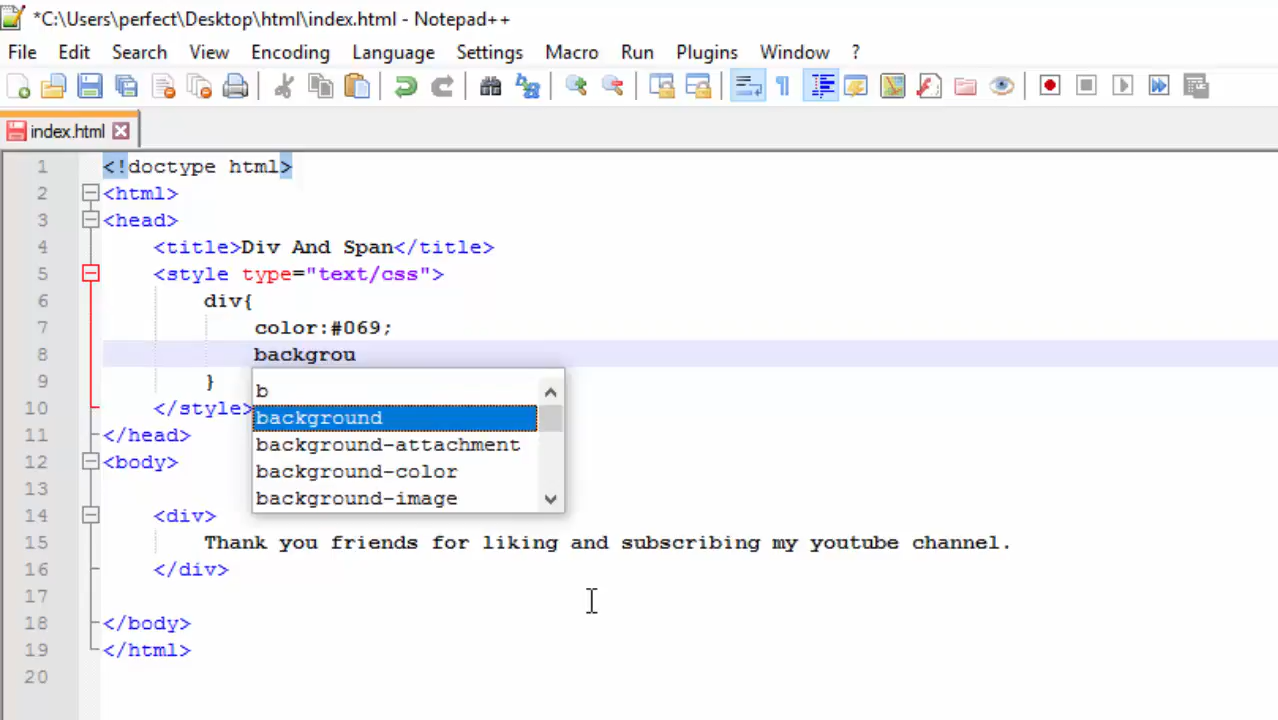 *C:\Users\perfect\Desktop\html\index.html - Notepad++
File Edit Search View Encoding Language Settings Macro Run Plugins Window ?
index.html
1 <!doctype html>
2 <html>
3 <head>
4 <title>Div And Span</title>
5 <style type="text/css">
6 div{
7 color:#069;
8 backgrou
9 }
b
background
10 </style>
background-attachment
11 </head>
background-color
12 <body>
background-image
13
14 <div>
15 Thank you friends for liking and subscribing my youtube channel.
16 </div>
17
18 </body>
19 </html>
20